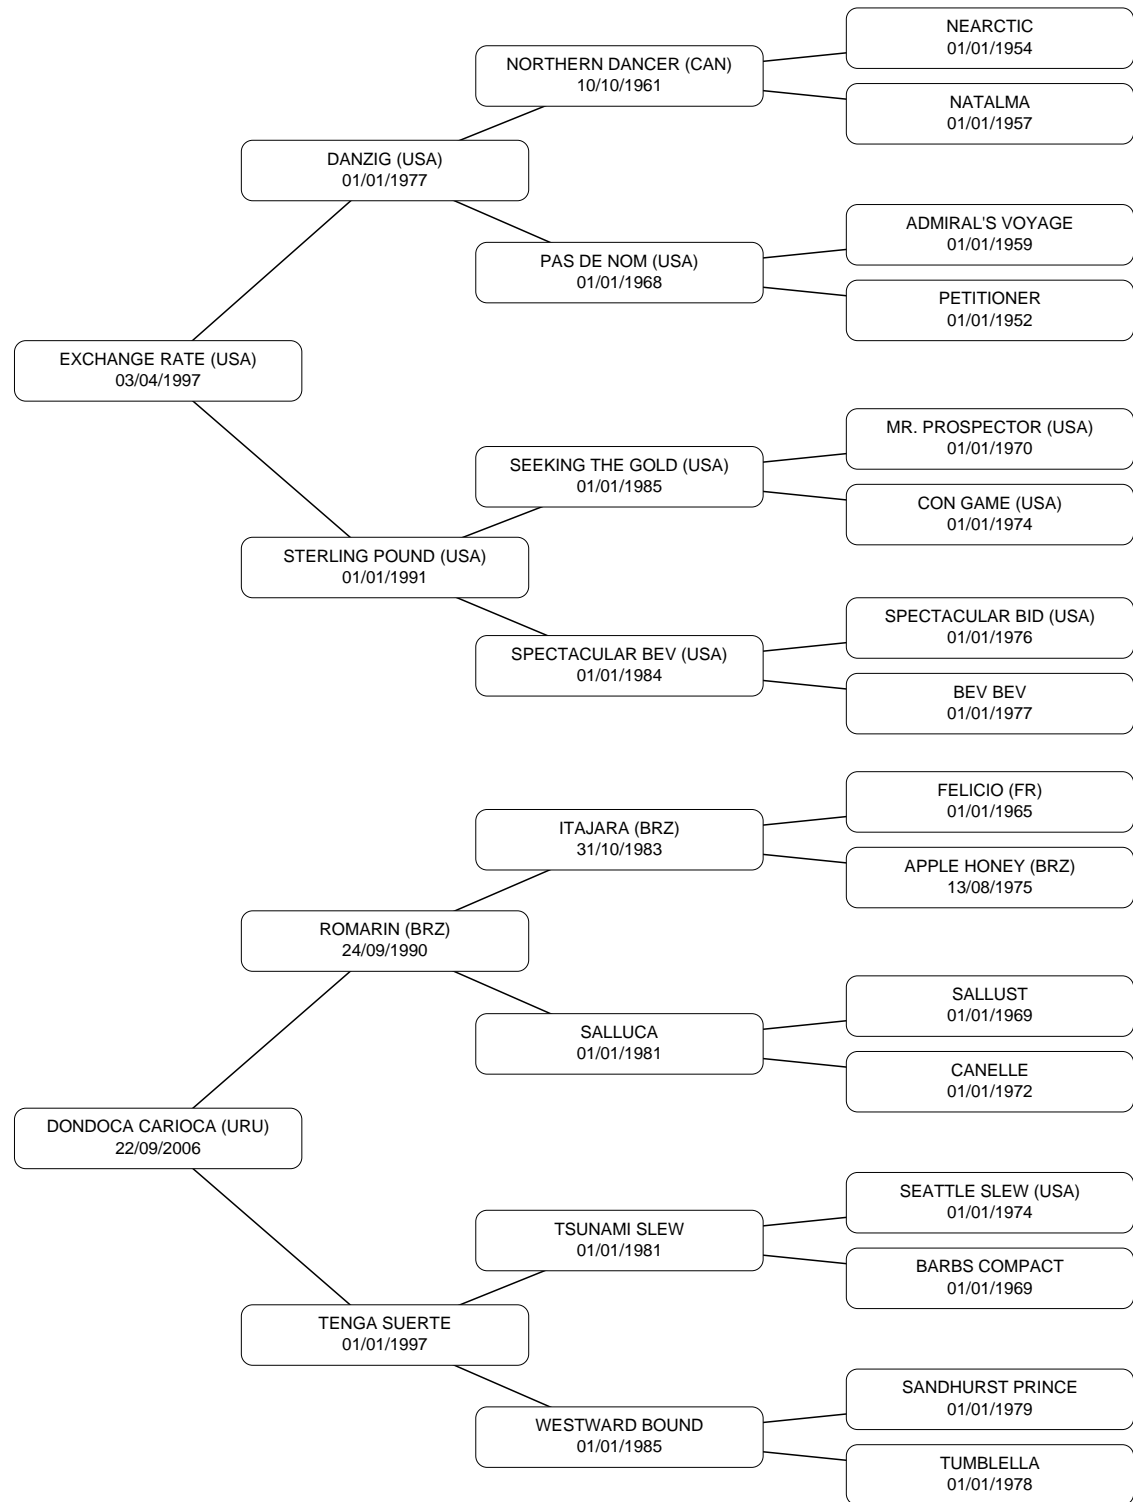 NEARCTIC
01/01/1954
NORTHERN DANCER (CAN)
10/10/1961
NATALMA
01/01/1957
DANZIG (USA)
01/01/1977
ADMIRAL'S VOYAGE
01/01/1959
PAS DE NOM (USA)
01/01/1968
PETITIONER
01/01/1952
EXCHANGE RATE (USA)
03/04/1997
MR. PROSPECTOR (USA)
01/01/1970
SEEKING THE GOLD (USA)
01/01/1985
CON GAME (USA)
01/01/1974
STERLING POUND (USA)
01/01/1991
SPECTACULAR BID (USA)
01/01/1976
SPECTACULAR BEV (USA)
01/01/1984
BEV BEV
01/01/1977
FELICIO (FR)
01/01/1965
ITAJARA (BRZ)
31/10/1983
APPLE HONEY (BRZ)
13/08/1975
ROMARIN (BRZ)
24/09/1990
SALLUST
01/01/1969
SALLUCA
01/01/1981
CANELLE
01/01/1972
DONDOCA CARIOCA (URU)
22/09/2006
SEATTLE SLEW (USA)
01/01/1974
TSUNAMI SLEW
01/01/1981
BARBS COMPACT
01/01/1969
TENGA SUERTE
01/01/1997
SANDHURST PRINCE
01/01/1979
WESTWARD BOUND
01/01/1985
TUMBLELLA
01/01/1978